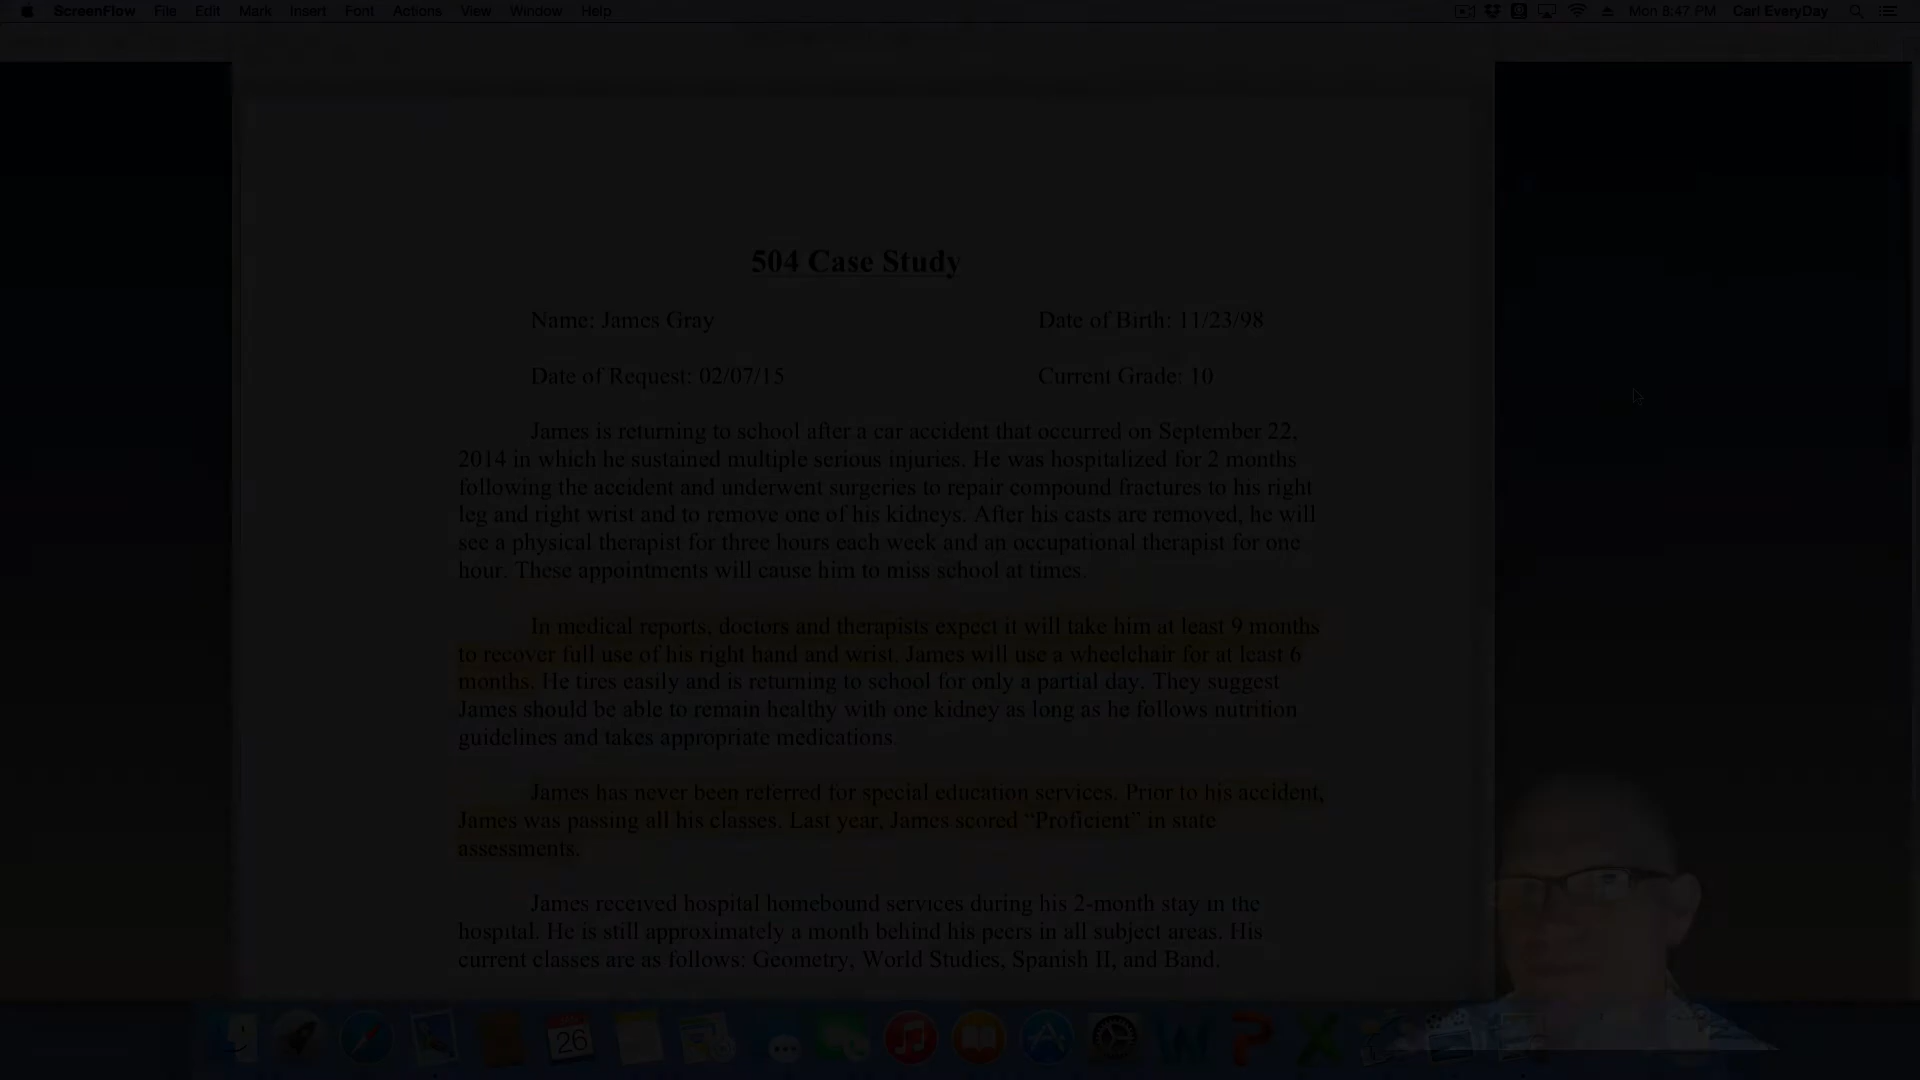 ScreenFlow File Edit Mark Insert Font Actions View Window Help Mon 8:47 PM Carl EveryDay
504 Case Study
Name: James Gray Date of Birth: 11/23/98
Date of Request: 02/07/15 Current Grade: 10
James is returning to school after a car accident that occurred on September 22,
2014 in which he sustained multiple serious injuries. He was hospitalized for 2 months
following the accident and underwent surgeries to repair compound fractures to his right
leg and right wrist and to remove one of his kidneys. After his casts are removed, he will
see a physical therapist for three hours each week and an occupational therapist for one
hour. These appointments will cause him to miss school at times.
In medical reports, doctors and therapists expect it will take him at least 9 months
to recover full use of his right hand and wrist. James will use a wheelchair for at least 6
months. He tires easily and is returning to school for only a partial day. They suggest
James should be able to remain healthy with one kidney as long as he follows nutrition
guidelines and takes appropriate medications.
James has never been referred for special education services. Prior to his accident,
James was passing all his classes. Last year, James scored “Proficient” in state
assessments.
James received hospital homebound services during his 2-month stay in the
hospital. He is still approximately a month behind his peers in all subject areas. His
current classes are as follows: Geometry, World Studies, Spanish II, and Band.
26